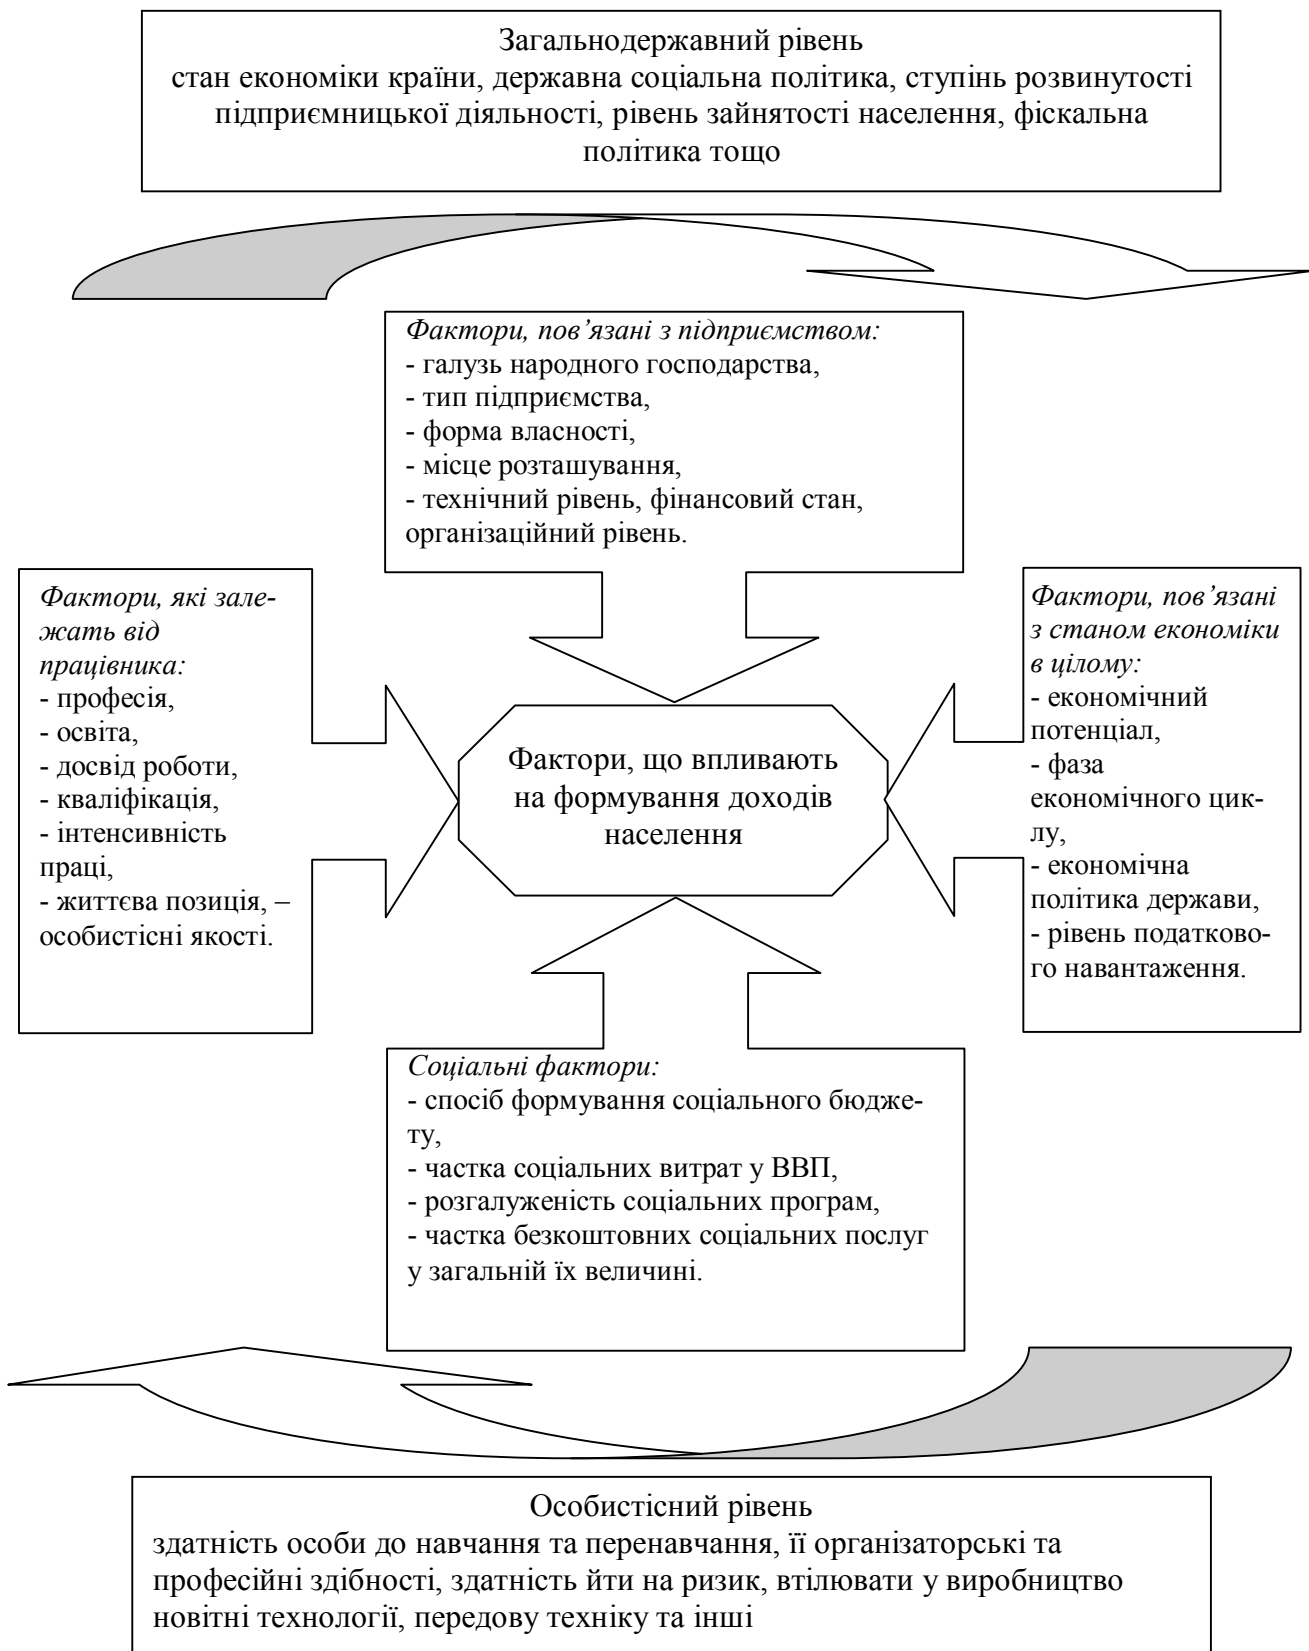 Загальнодержавний рівень
стан економіки країни, державна соціальна політика, ступінь розвинутості
підприємницької діяльності, рівень зайнятості населення, фіскальна
політика тощо
Фактори, пов’язані з підприємством:
- галузь народного господарства,
- тип підприємства,
- форма власності,
- місце розташування,
- технічний рівень, фінансовий стан,
організаційний рівень.
Фактори, які зале-
жать від
працівника:
- професія,
- освіта,
- досвід роботи,
- кваліфікація,
- інтенсивність
праці,
- життєва позиція, –
особистісні якості.
Фактори, що впливають
на формування доходів
населення
Фактори, пов’язані
з станом економіки
в цілому:
- економічний
потенціал,
- фаза
економічного цик-
лу,
- економічна
політика держави,
- рівень податково-
го навантаження.
Соціальні фактори:
- спосіб формування соціального бюдже-
ту,
- частка соціальних витрат у ВВП,
- розгалуженість соціальних програм,
- частка безкоштовних соціальних послуг
у загальній їх величині.
Особистісний рівень
здатність особи до навчання та перенавчання, її організаторські та
професійні здібності, здатність йти на ризик, втілювати у виробництво
новітні технології, передову техніку та інші